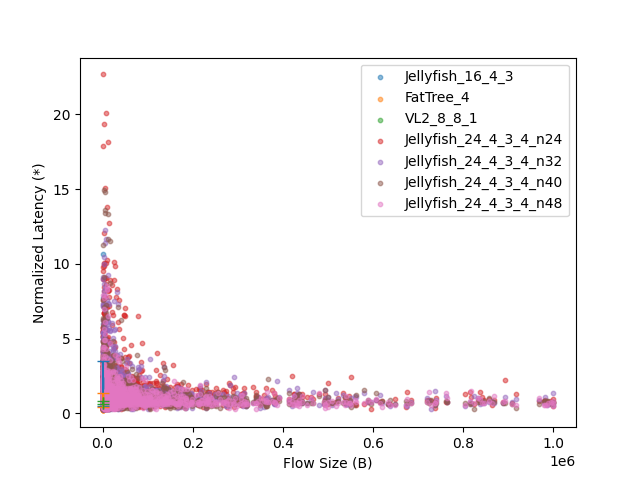 Jellyfish_16_4_3
FatTree_4
VL2_8_8_1
Jellyfish_24_4_3_4_n24
Jellyfish_24_4_3_4_n32
Jellyfish_24_4_3_4_n40
Jellyfish_24_4_3_4_n48
Normalized Latency (*)
20
15
10
5
0
0.0 0.2 0.4 0.6 0.8 1.0
1e6
Flow Size (B)